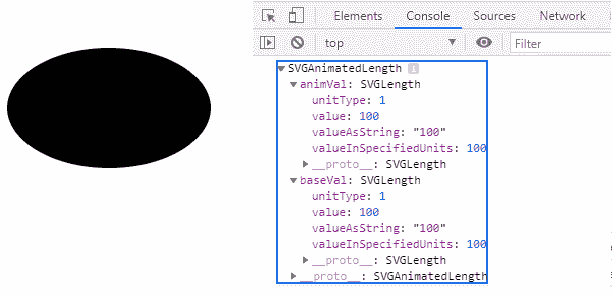 Elements Console Sources Network
top Filter
SVGAnimatedLength i
animVal: SVGLength
unitType: 1
value: 100
valueAsString: "100"
valueInSpecifiedUnits: 100
__proto__: SVGLength
baseVal: SVGLength
unitType: 1
value: 100
valueAsString: "100"
valueInSpecifiedUnits: 100
__proto__: SVGLength
__proto__: SVGAnimatedLength